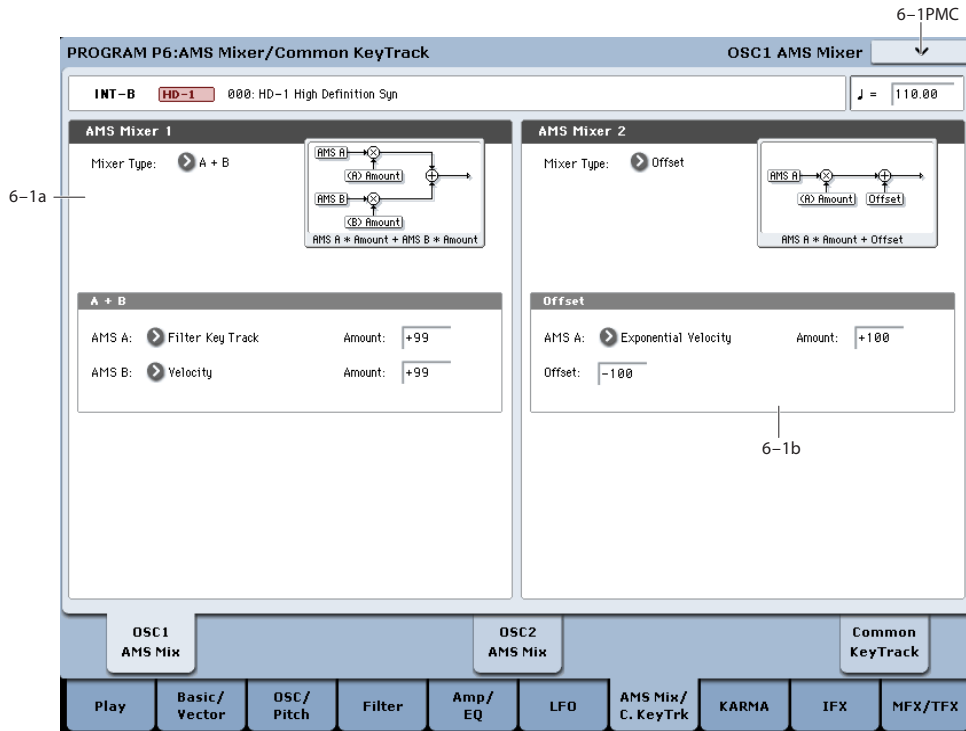 6–1PMC
PROGRAM P6:AMS Mixer/Common KeyTrack OSC1 AMS Mixer
INT-B HD-1 000: HD-1 High Definition Syn ♩ = 110.00
AMS Mixer 1
Mixer Type: A + B
AMS A
(A) Amount
AMS B
(B) Amount
AMS A * Amount + AMS B * Amount
6–1a
A + B
AMS A: Filter Key Track Amount: +99
AMS B: Velocity Amount: +99
AMS Mixer 2
Mixer Type: Offset
AMS A
(A) Amount Offset
AMS A * Amount + Offset
Offset
AMS A: Exponential Velocity Amount: +100
Offset: -100
6–1b
OSC1
AMS Mix
OSC2
AMS Mix
Common
KeyTrack
Play
Basic/
Vector
OSC/
Pitch
Filter
Amp/
EQ
LFO
AMS Mix/
C. KeyTrk
KARMA
IFX
MFX/TFX